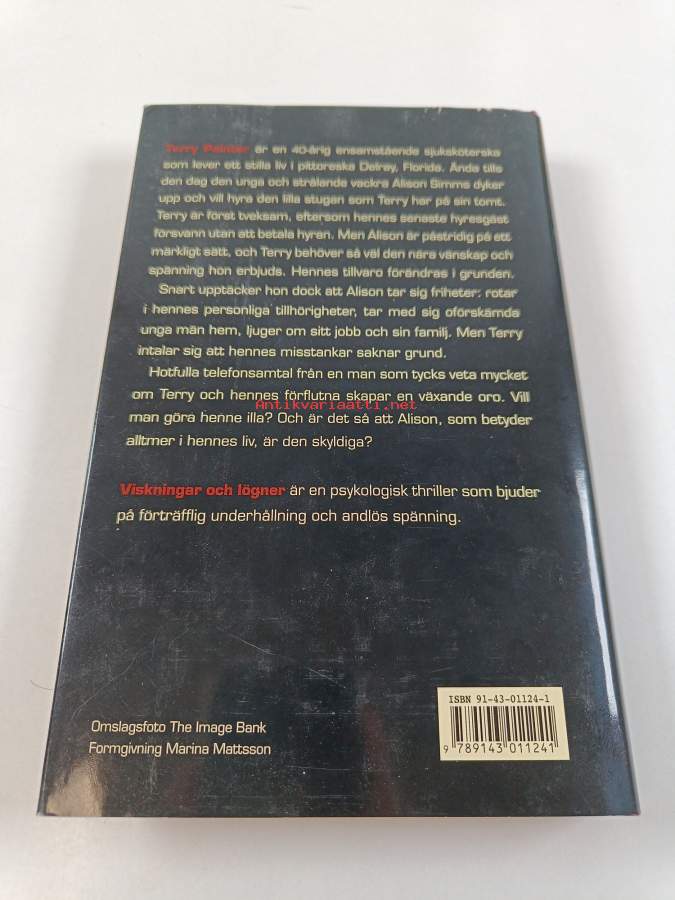 Terry Painter är en 40-årig ensamstående sjuksköterska
som lever ett stilla liv i pittoreska Delray, Florida. Ända tills
den dag den unga och strålande vackra Alison Simms dyker
upp och vill hyra den lilla stugan som Terry har på sin tomt.
Terry är först tveksam, eftersom hennes senaste hyresgäst
försvann utan att betala hyran. Men Alison är påstridig på ett
märkligt sätt, och Terry behöver så väl den nära vänskap och
spänning hon erbjuds. Hennes tillvaro förändras i grunden.
Snart upptäcker hon dock att Alison tar sig friheter: rotar
i hennes personliga tillhörigheter, tar med sig oförskämda
unga män hem, ljuger om sitt jobb och sin familj. Men Terry
intalar sig att hennes misstankar saknar grund.
Hotfulla telefonsamtal från en man som tycks veta mycket
om Terry och hennes förflutna skapar en växande oro. Vill
Antikvariaatti.net
man göra henne illa? Och är det så att Alison, som betyder
alltmer i hennes liv, är den skyldiga?
Viskningar och lögner är en psykologisk thriller som bjuder
på förträfflig underhållning och andlös spänning.
ISBN 91-43-01124-1
9 789143 011241
Omslagsfoto The Image Bank
Formgivning Marina Mattsson